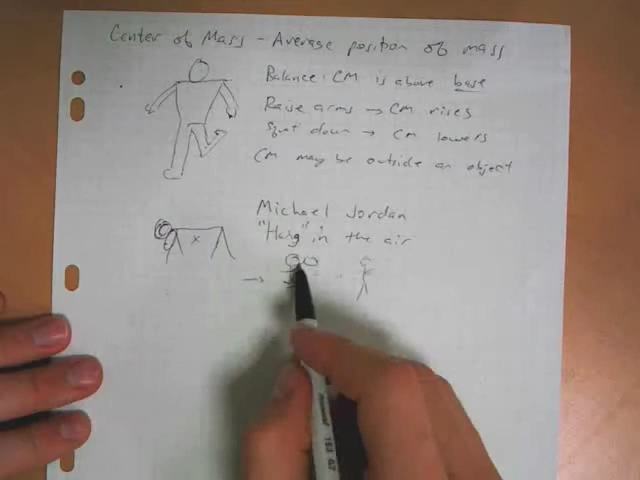 Center of Mass - Average position of mass
Balance: CM is above base
Raise arms → CM rises
Squt down → CM lowers
CM may be outside an object
Michael Jordan
"Hang" in the air